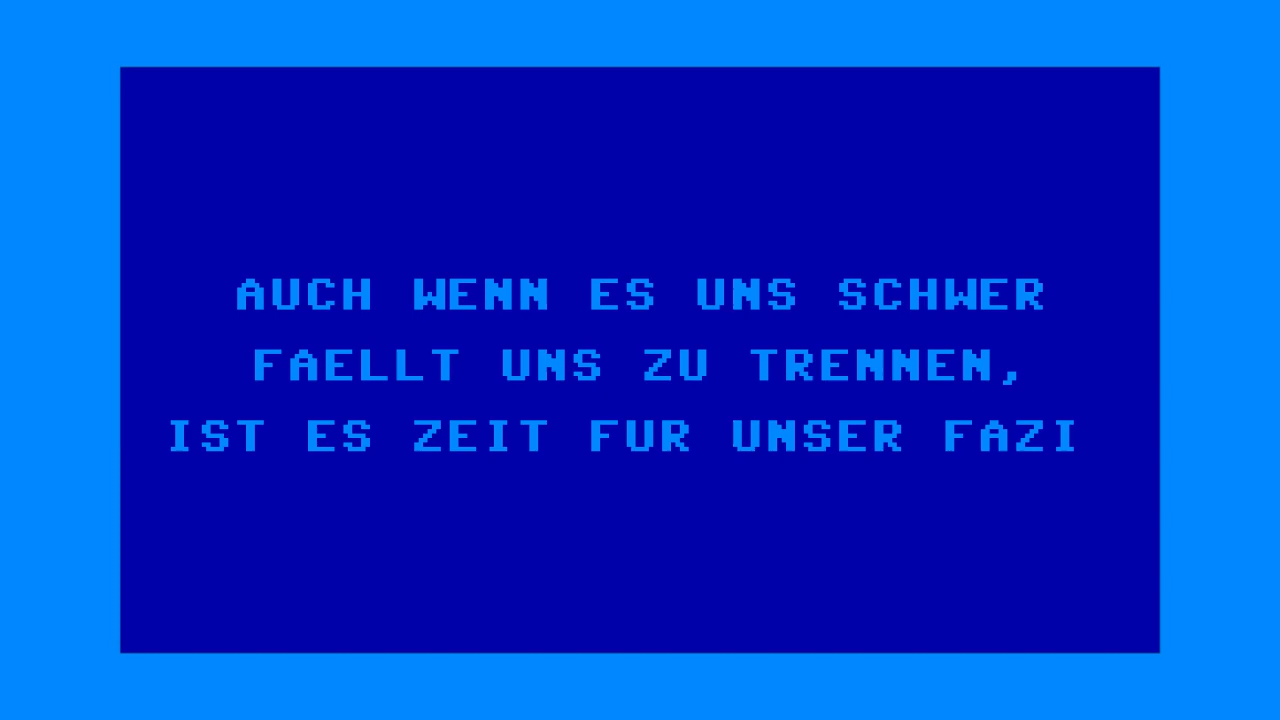 AUCH WENN ES UNS SCHWER
FAELLT UNS ZU TRENNEN,
IST ES ZEIT FUR UNSER FAZI